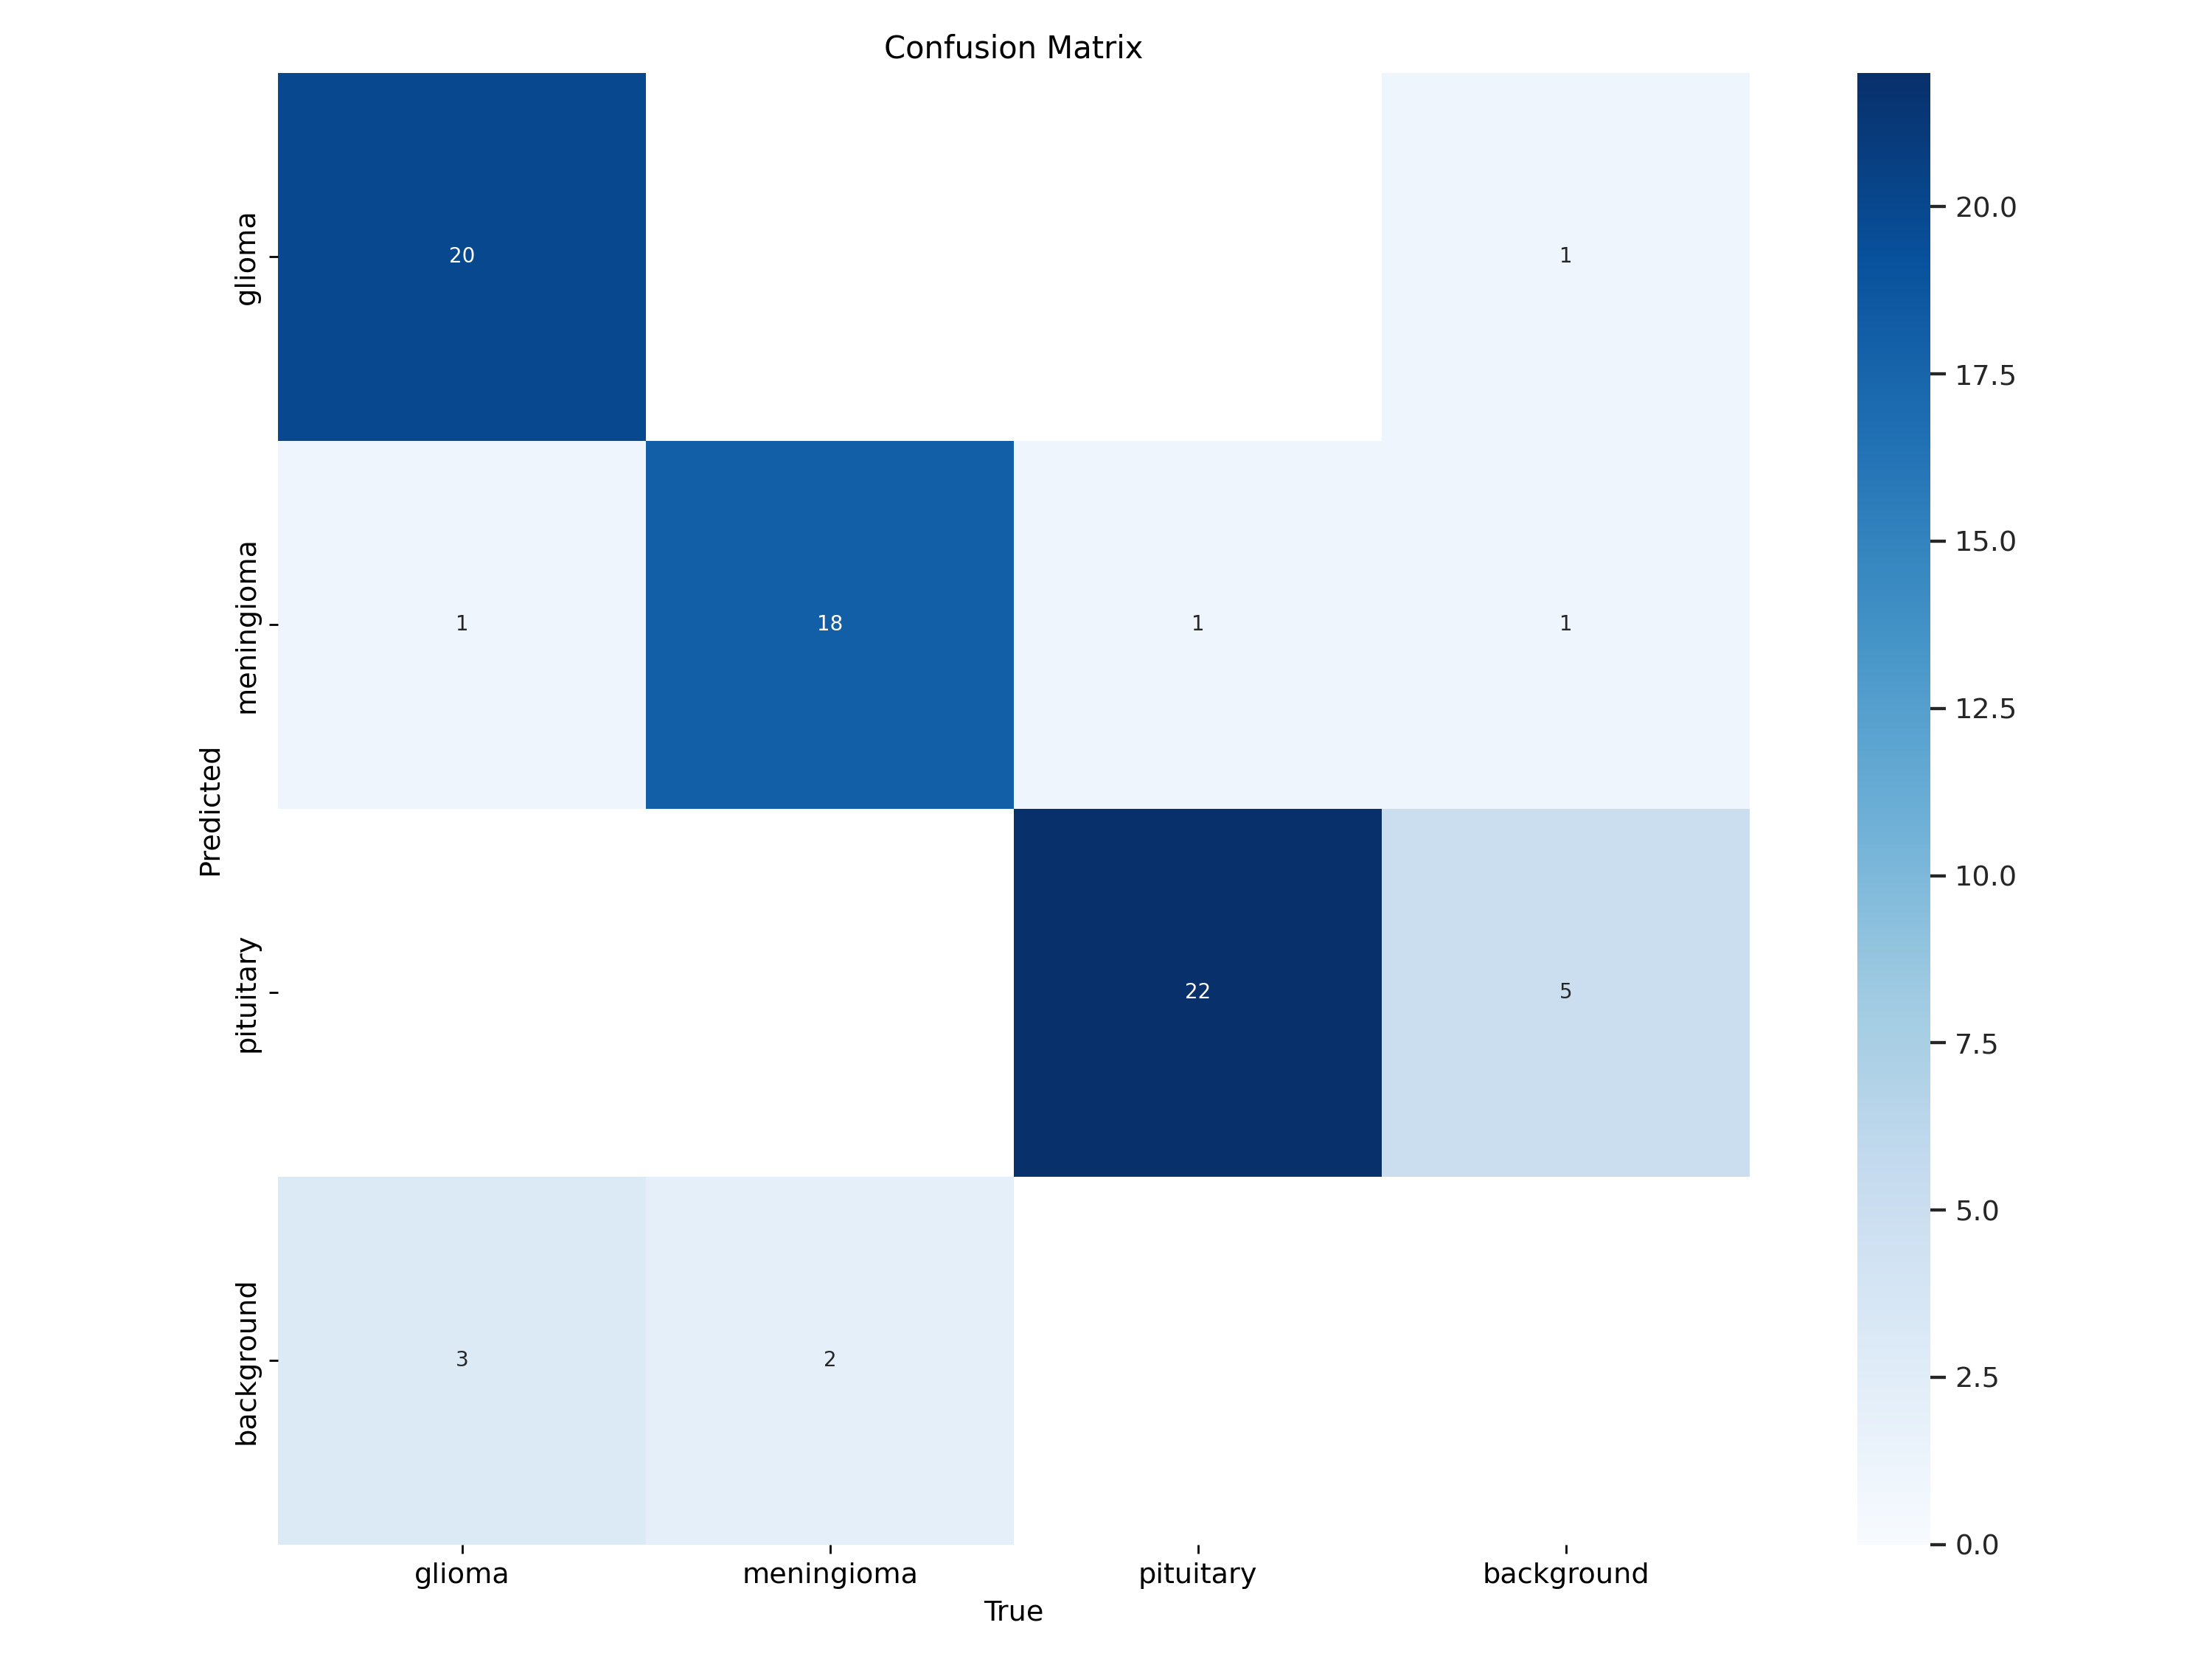 Confusion Matrix
glioma
20
1
meningioma
1
18
1
1
Predicted
pituitary
22
5
background
3
2
glioma
meningioma
pituitary
background
True
20.0
17.5
15.0
12.5
10.0
7.5
5.0
2.5
0.0